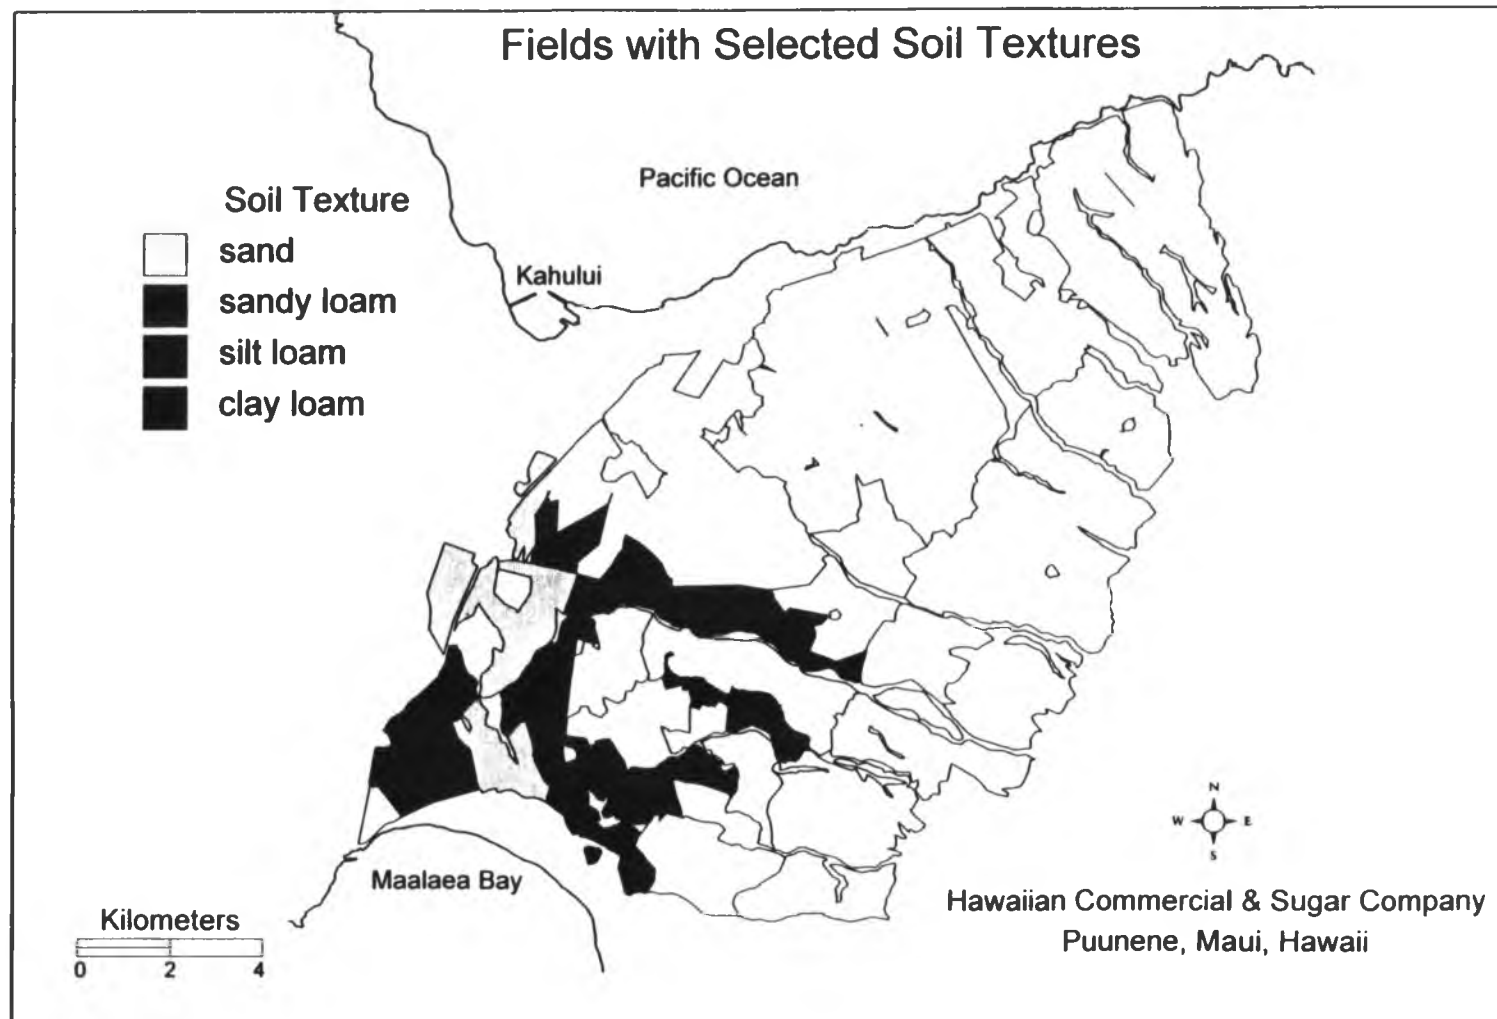 Fields with Selected Soil Textures
Pacific Ocean
Soil Texture
sand
sandy loam
silt loam
clay loam
Kahului
Maalaea Bay
N
W E
S
Kilometers
0 2 4
Hawaiian Commercial & Sugar Company
Puunene, Maui, Hawaii